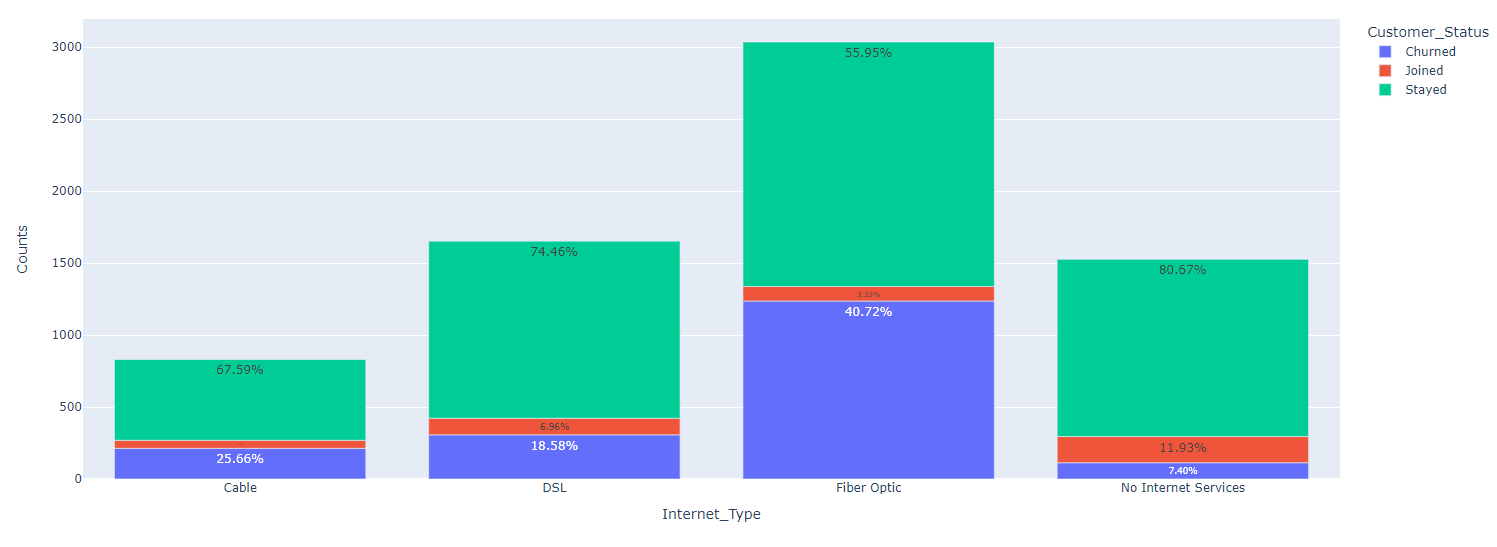 Customer_Status
Churned
Joined
Stayed
3000
2500
2000
1500
1000
500
0
Counts
55.95%
3.33%
40.72%
74.46%
6.96%
18.58%
80.67%
11.93%
7.40%
67.59%
25.66%
Cable
DSL
Fiber Optic
No Internet Services
Internet_Type